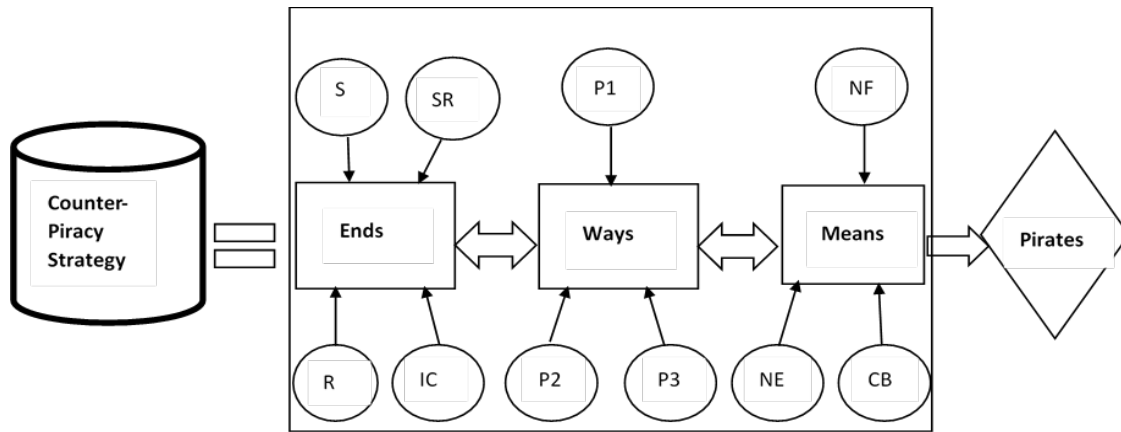 S
SR
P1
NF
Counter-
Piracy
Strategy
Ends
Ways
Means
Pirates
R
IC
P2
P3
NE
CB